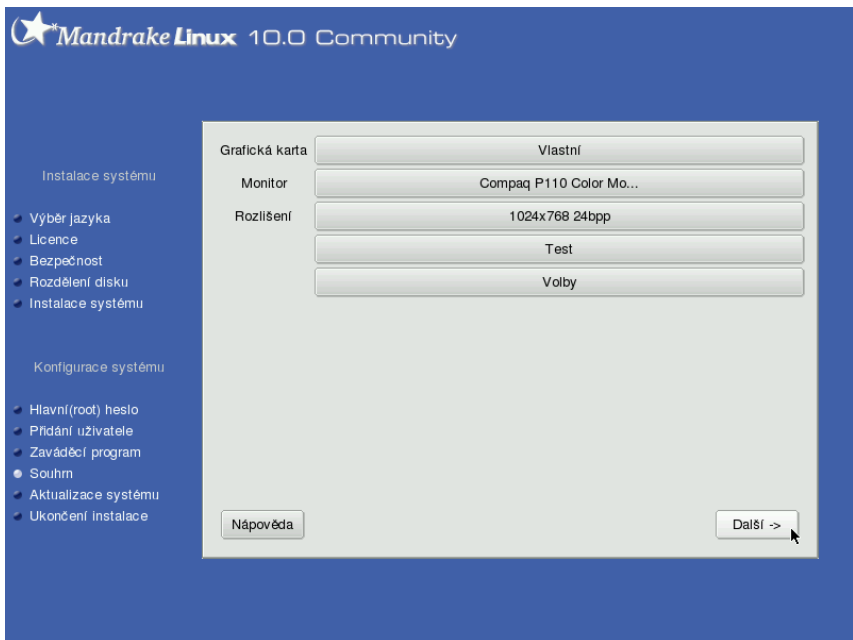 MandrakeLinux 10.0 Community
Instalace systému
Výběr jazyka
Licence
Bezpečnost
Rozdělení disku
Instalace systému
Konfigurace systému
Hlavní(root) heslo
Přidání uživatele
Zaváděcí program
Souhrn
Aktualizace systému
Ukončení instalace
Grafická karta Vlastní
Monitor Compaq P110 Color Mo...
Rozlišení 1024x768 24bpp
Test
Volby
Nápověda Další ->